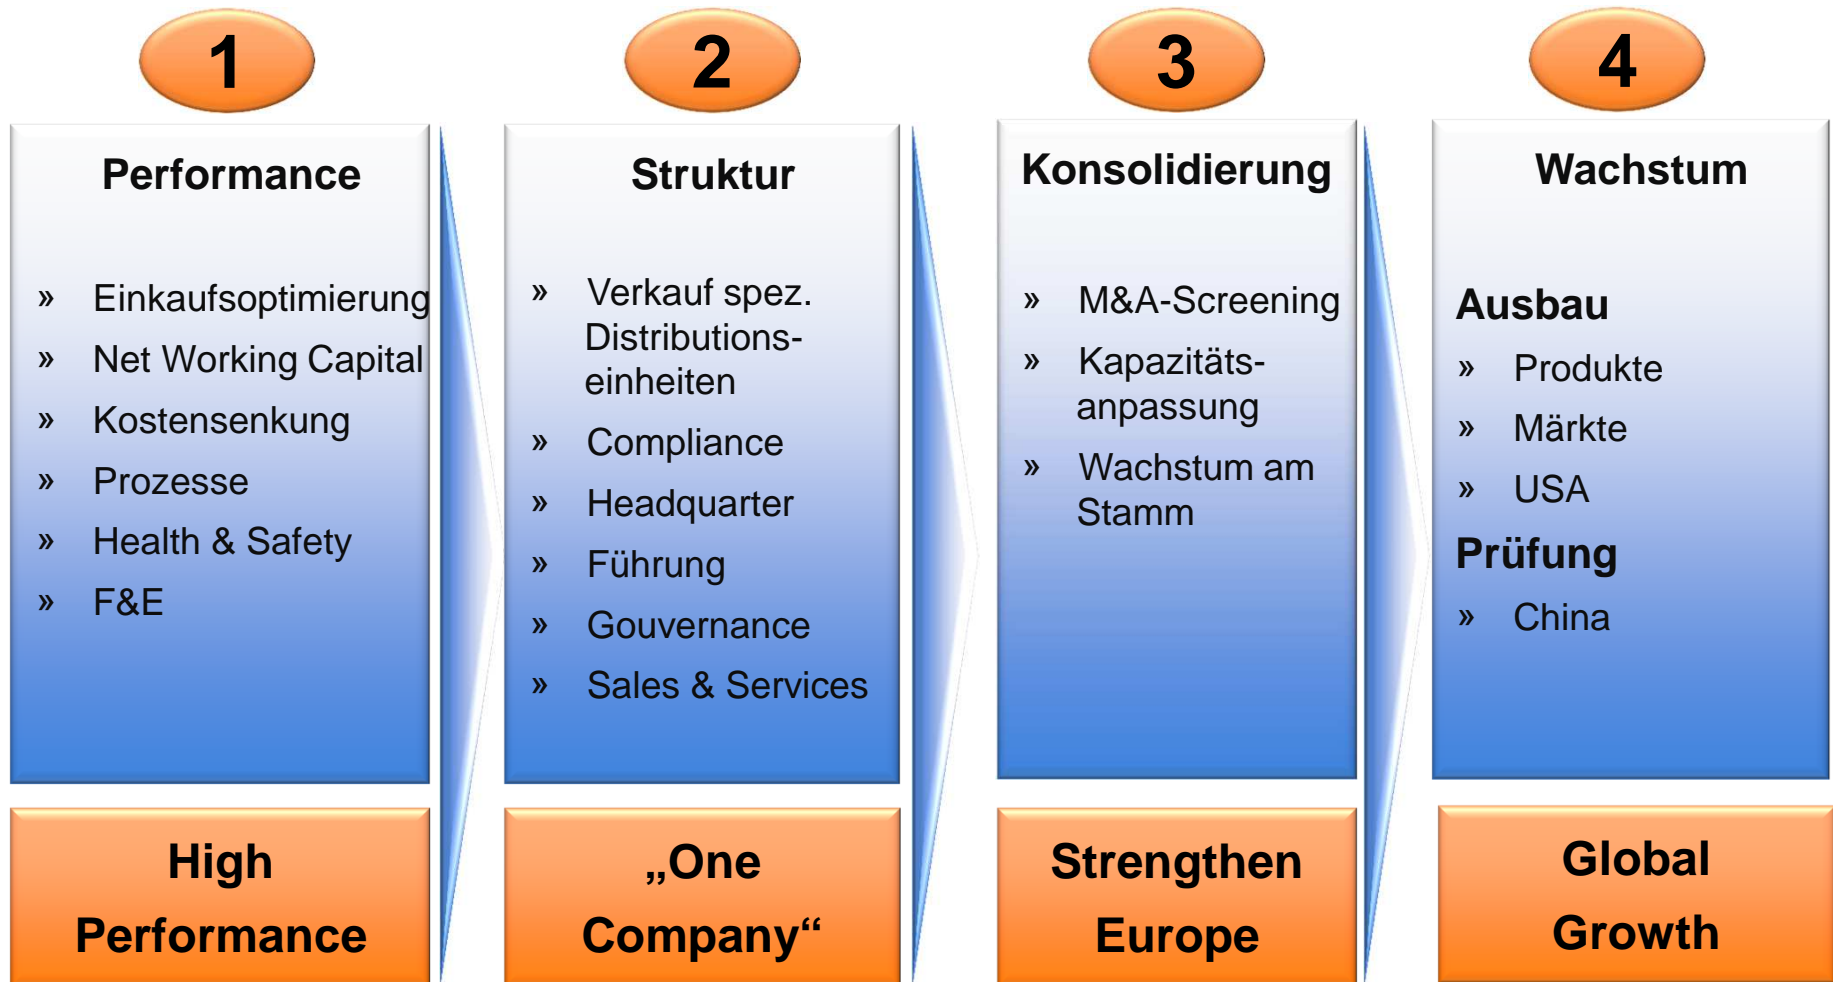 1
Performance
» Einkaufsoptimierung
» Net Working Capital
» Kostensenkung
» Prozesse
» Health & Safety
» F&E
High
Performance
2
Struktur
» Verkauf spez.
Distributions-
einheiten
» Compliance
» Headquarter
» Führung
» Gouvernance
» Sales & Services
„One
Company“
3
Konsolidierung
» M&A-Screening
» Kapazitäts-
anpassung
» Wachstum am
Stamm
Strengthen
Europe
4
Wachstum
Ausbau
» Produkte
» Märkte
» USA
Prüfung
» China
Global
Growth